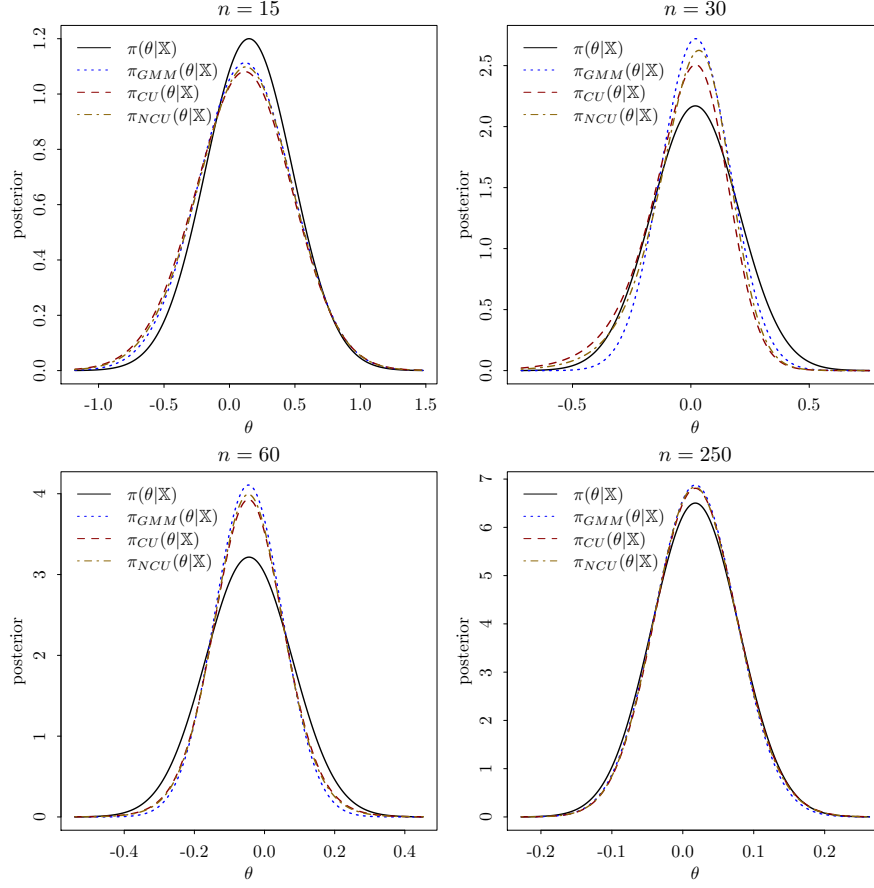 n = 15
π(θ|𝕏)
π_GMM(θ|𝕏)
π_CU(θ|𝕏)
π_NCU(θ|𝕏)
posterior
0.0 0.2 0.4 0.6 0.8 1.0 1.2
-1.0 -0.5 0.0 0.5 1.0 1.5
θ
n = 30
π(θ|𝕏)
π_GMM(θ|𝕏)
π_CU(θ|𝕏)
π_NCU(θ|𝕏)
posterior
0.0 0.5 1.0 1.5 2.0 2.5
-0.5 0.0 0.5
θ
n = 60
π(θ|𝕏)
π_GMM(θ|𝕏)
π_CU(θ|𝕏)
π_NCU(θ|𝕏)
posterior
0 1 2 3 4
-0.4 -0.2 0.0 0.2 0.4
θ
n = 250
π(θ|𝕏)
π_GMM(θ|𝕏)
π_CU(θ|𝕏)
π_NCU(θ|𝕏)
posterior
0 1 2 3 4 5 6 7
-0.2 -0.1 0.0 0.1 0.2
θ